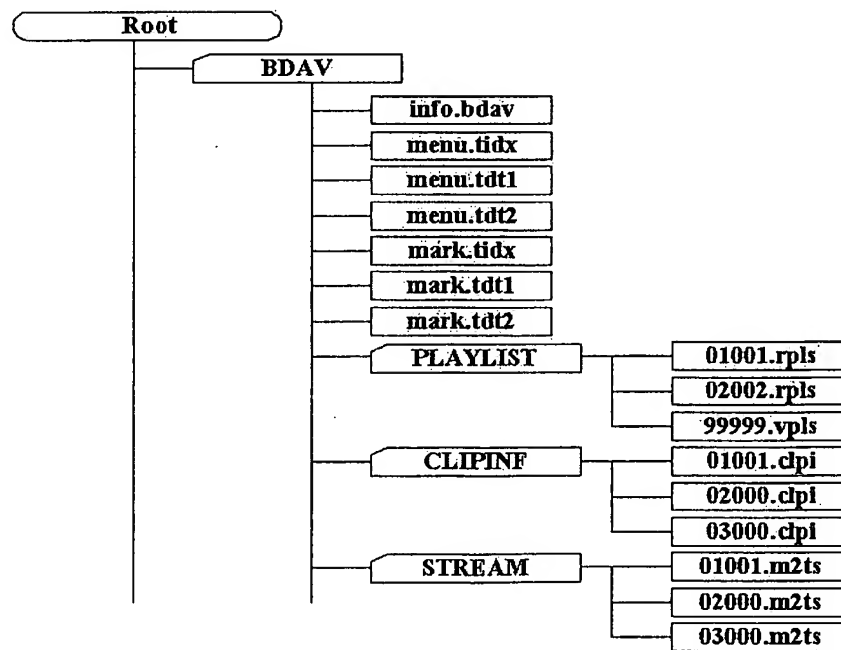 Root
BDAV
info.bdav
menu.tidx
menu.tdt1
menu.tdt2
mark.tidx
mark.tdt1
mark.tdt2
PLAYLIST
01001.rpls
02002.rpls
99999.vpls
CLIPINF
01001.clpi
02000.clpi
03000.clpi
STREAM
01001.m2ts
02000.m2ts
03000.m2ts